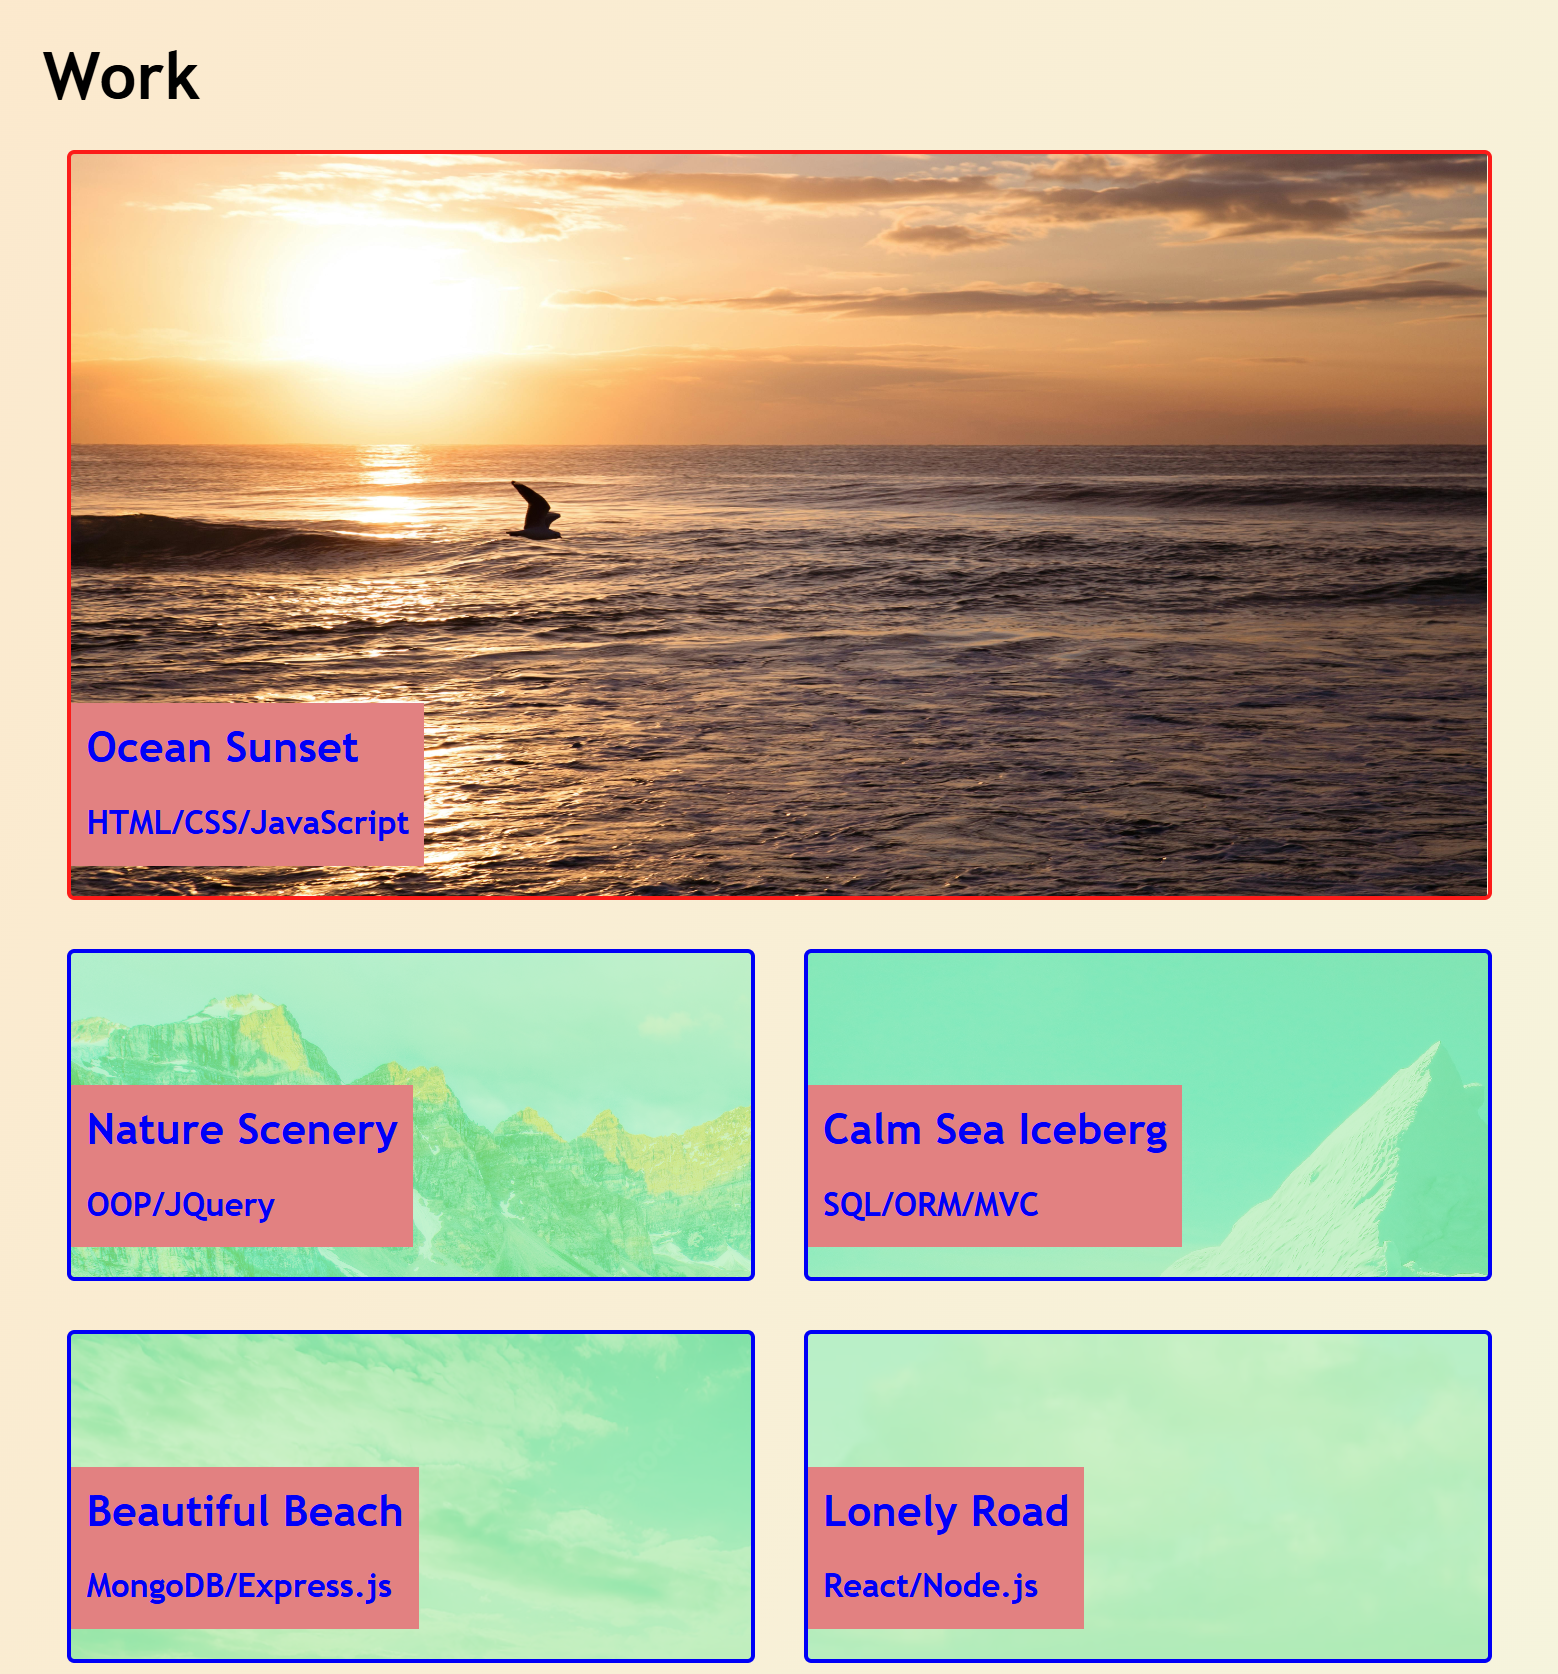 Work
Ocean Sunset
HTML/CSS/JavaScript
Nature Scenery
OOP/JQuery
Calm Sea Iceberg
SQL/ORM/MVC
Beautiful Beach
MongoDB/Express.js
Lonely Road
React/Node.js